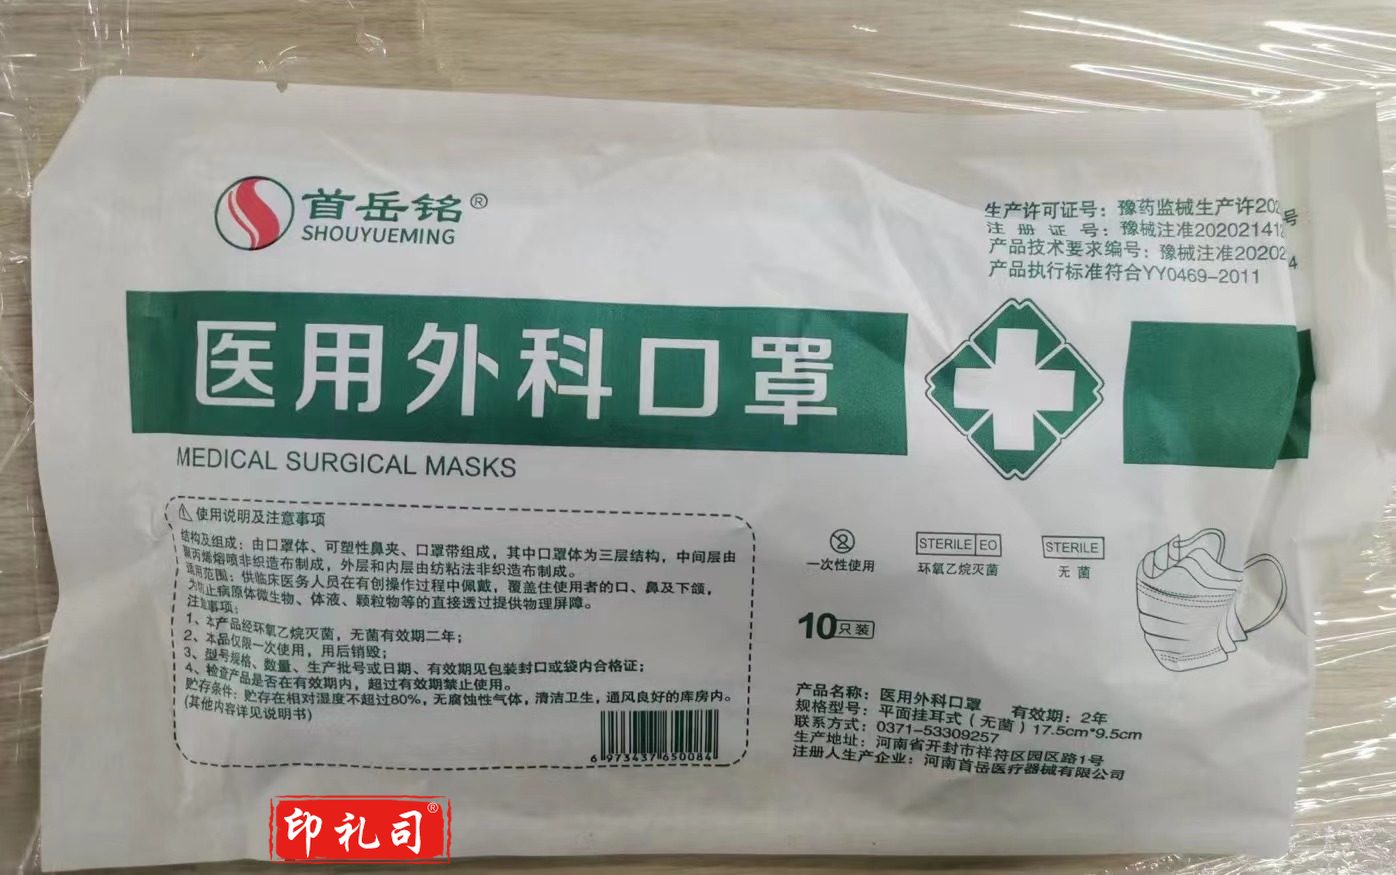 首岳铭®
SHOUYUEMING
生产许可证号：豫药监械生产许202 号
注 册 证 号：豫械注准202021412
产品技术要求编号：豫械注准20202 4
产品执行标准符合YY0469-2011
医用外科口罩
MEDICAL SURGICAL MASKS
使用说明及注意事项
结构及组成：由口罩体、可塑性鼻夹、口罩带组成，其中口罩体为三层结构，中间层由
聚丙烯熔喷非织造布制成，外层和内层由纺粘法非织造布制成。
适用范围：供临床医务人员在有创操作过程中佩戴，覆盖住使用者的口、鼻及下颌，
为防止病原体微生物、体液、颗粒物等的直接透过提供物理屏障。
注意事项：
1、本产品经环氧乙烷灭菌，无菌有效期二年；
2、本品仅限一次使用，用后销毁；
3、型号规格、数量、生产批号或日期、有效期见包装封口或袋内合格证；
4、检查产品是否在有效期内，超过有效期禁止使用。
贮存条件：贮存在相对湿度不超过80%，无腐蚀性气体，清洁卫生，通风良好的库房内。
(其他内容详见说明书)
6 973437 650084
2
一次性使用
STERILE EO
环氧乙烷灭菌
STERILE
无 菌
10只装
产品名称：医用外科口罩 有效期：2年
规格型号：平面挂耳式（无菌）17.5cm*9.5cm
联系方式：0371-53309257
生产地址：河南省开封市祥符区园区路1号
注册人生产企业：河南首岳医疗器械有限公司
印礼司®